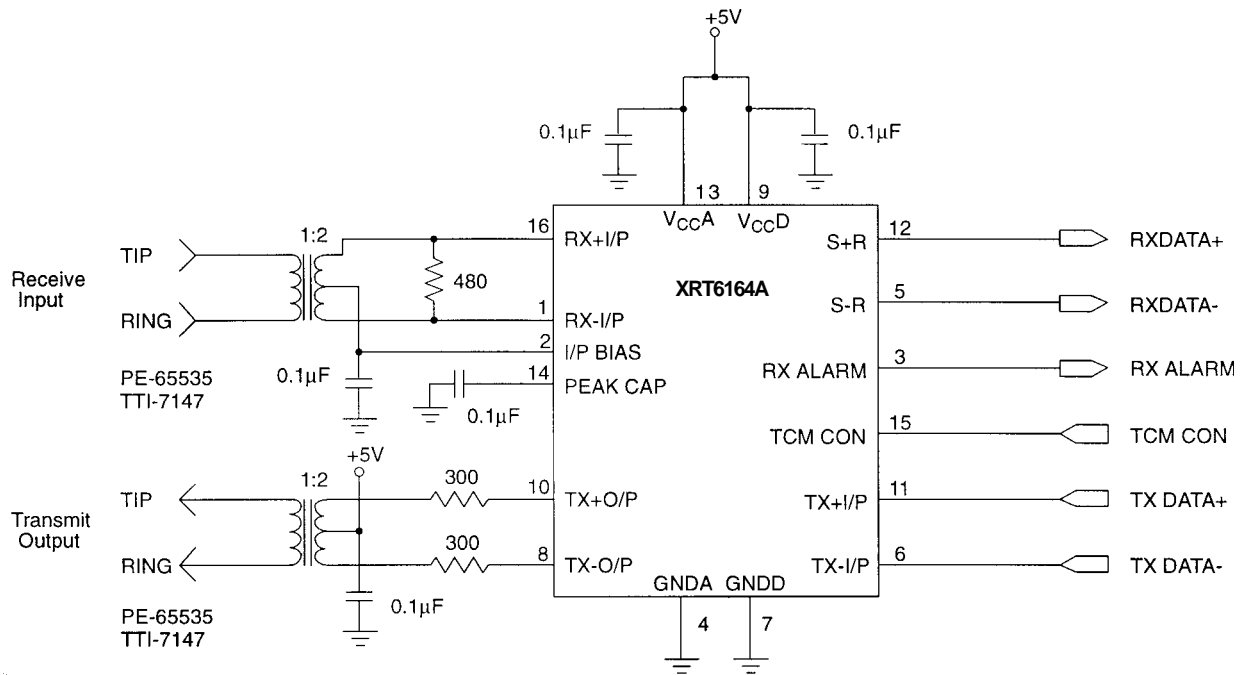 +5V
0.1µF
0.1µF
13
9
VCCA
VCCD
16
RX+I/P
S+R
12
RXDATA+
1:2
TIP
Receive
Input
480
XRT6164A
RING
1
RX-I/P
S-R
5
RXDATA-
2
I/P BIAS
PE-65535
TTI-7147
0.1µF
14
PEAK CAP
0.1µF
RX ALARM
3
RX ALARM
TCM CON
15
TCM CON
+5V
1:2
TIP
300
10
TX+O/P
TX+I/P
11
TX DATA+
Transmit
Output
300
RING
8
TX-O/P
TX-I/P
6
TX DATA-
GNDA
GNDD
0.1µF
4
7
PE-65535
TTI-7147